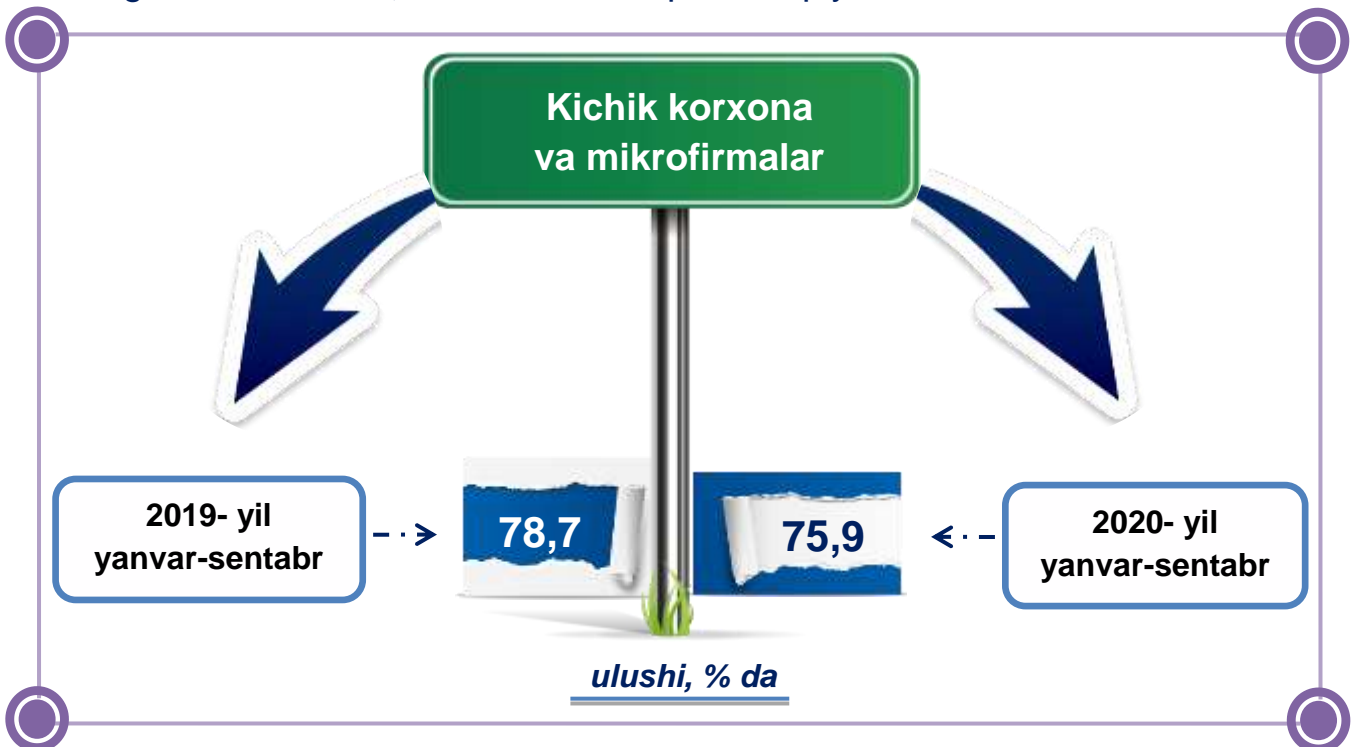 Kichik korxona
va mikrofirmalar
2019- yil
yanvar-sentabr
78,7
75,9
2020- yil
yanvar-sentabr
ulushi, % da